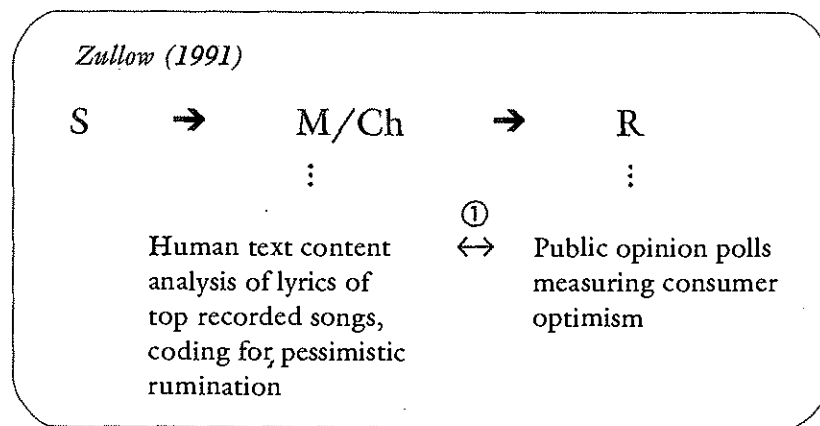 Zullow (1991)
S → M/Ch → R
⋮ ⋮
①
Human text content ↔ Public opinion polls
analysis of lyrics of measuring consumer
top recorded songs, optimism
coding for pessimistic
rumination